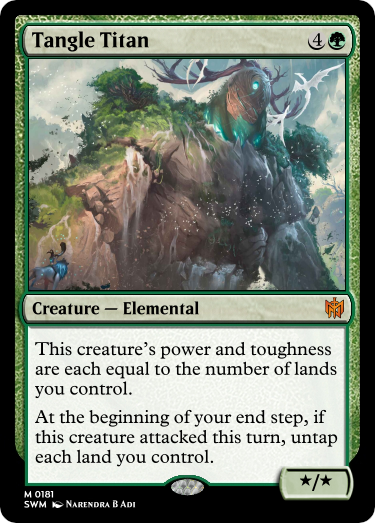 Tangle Titan 4
Creature — Elemental
This creature's power and toughness
are each equal to the number of lands
you control.
At the beginning of your end step, if
this creature attacked this turn, untap
each land you control.
★/★
M 0181
SWM Narendra B Adi